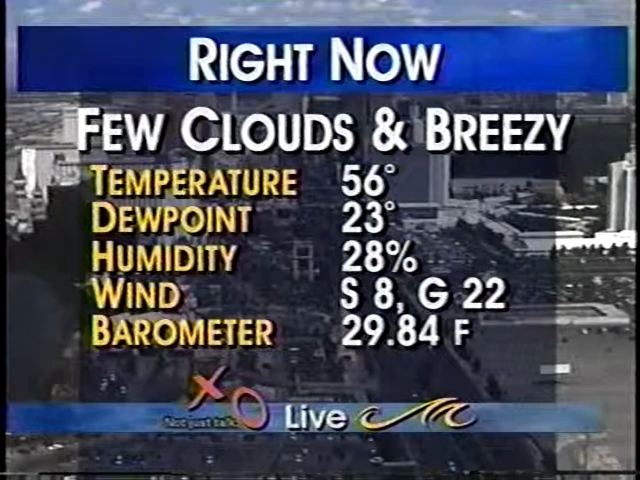 RIGHT NOW
FEW CLOUDS & BREEZY
TEMPERATURE 56°
DEWPOINT 23°
HUMIDITY 28%
WIND S 8, G 22
BAROMETER 29.84 F
XO
Not just talk
Live